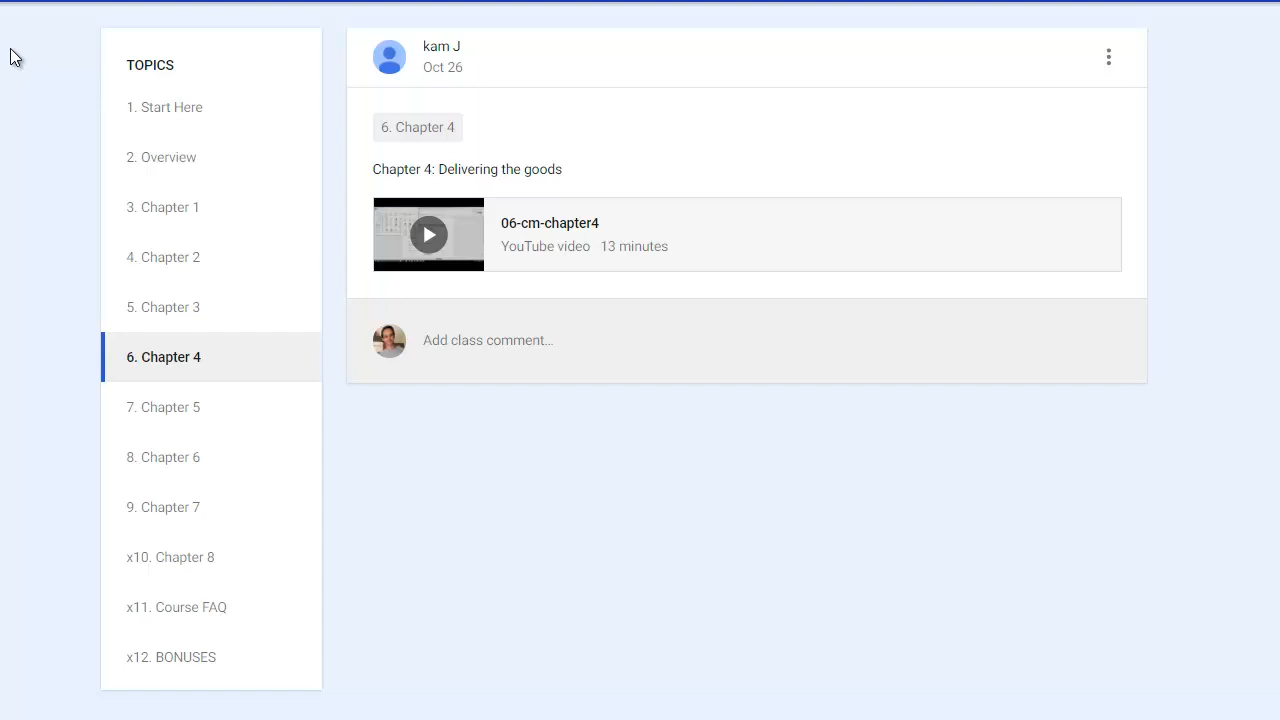 TOPICS
1. Start Here
2. Overview
3. Chapter 1
4. Chapter 2
5. Chapter 3
6. Chapter 4
7. Chapter 5
8. Chapter 6
9. Chapter 7
x10. Chapter 8
x11. Course FAQ
x12. BONUSES
kam J
Oct 26
6. Chapter 4
Chapter 4: Delivering the goods
06-cm-chapter4
YouTube video 13 minutes
Add class comment...